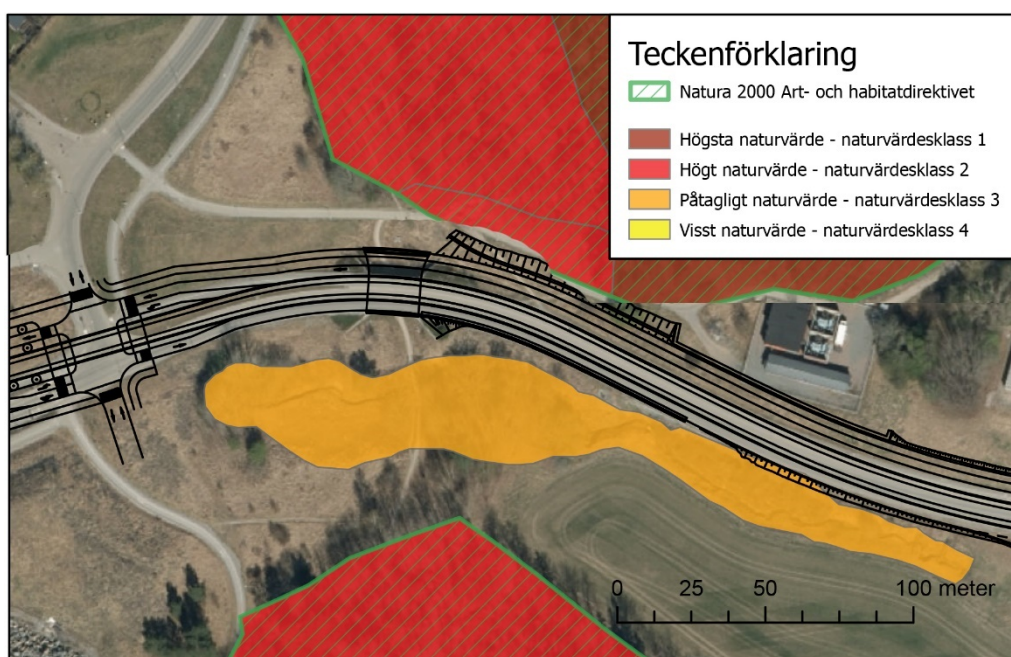 Teckenförklaring
Natura 2000 Art- och habitatdirektivet
Högsta naturvärde - naturvärdesklass 1
Högt naturvärde - naturvärdesklass 2
Påtagligt naturvärde - naturvärdesklass 3
Visst naturvärde - naturvärdesklass 4
0 25 50 100 meter